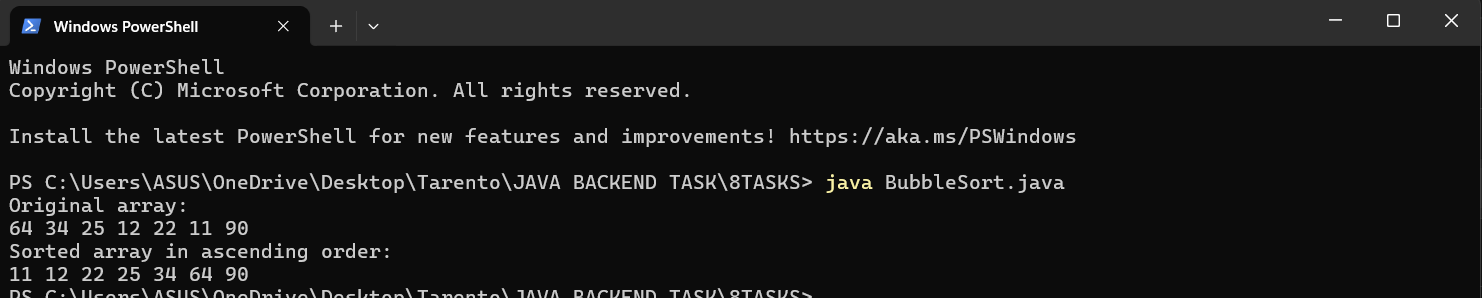 Windows PowerShell
Windows PowerShell
Copyright (C) Microsoft Corporation. All rights reserved.
Install the latest PowerShell for new features and improvements! https://aka.ms/PSWindows
PS C:\Users\ASUS\OneDrive\Desktop\Tarento\JAVA BACKEND TASK\8TASKS> java BubbleSort.java
Original array:
64 34 25 12 22 11 90
Sorted array in ascending order:
11 12 22 25 34 64 90
PS C:\Users\ASUS\OneDrive\Desktop\Tarento\JAVA BACKEND TASK\8TASKS>